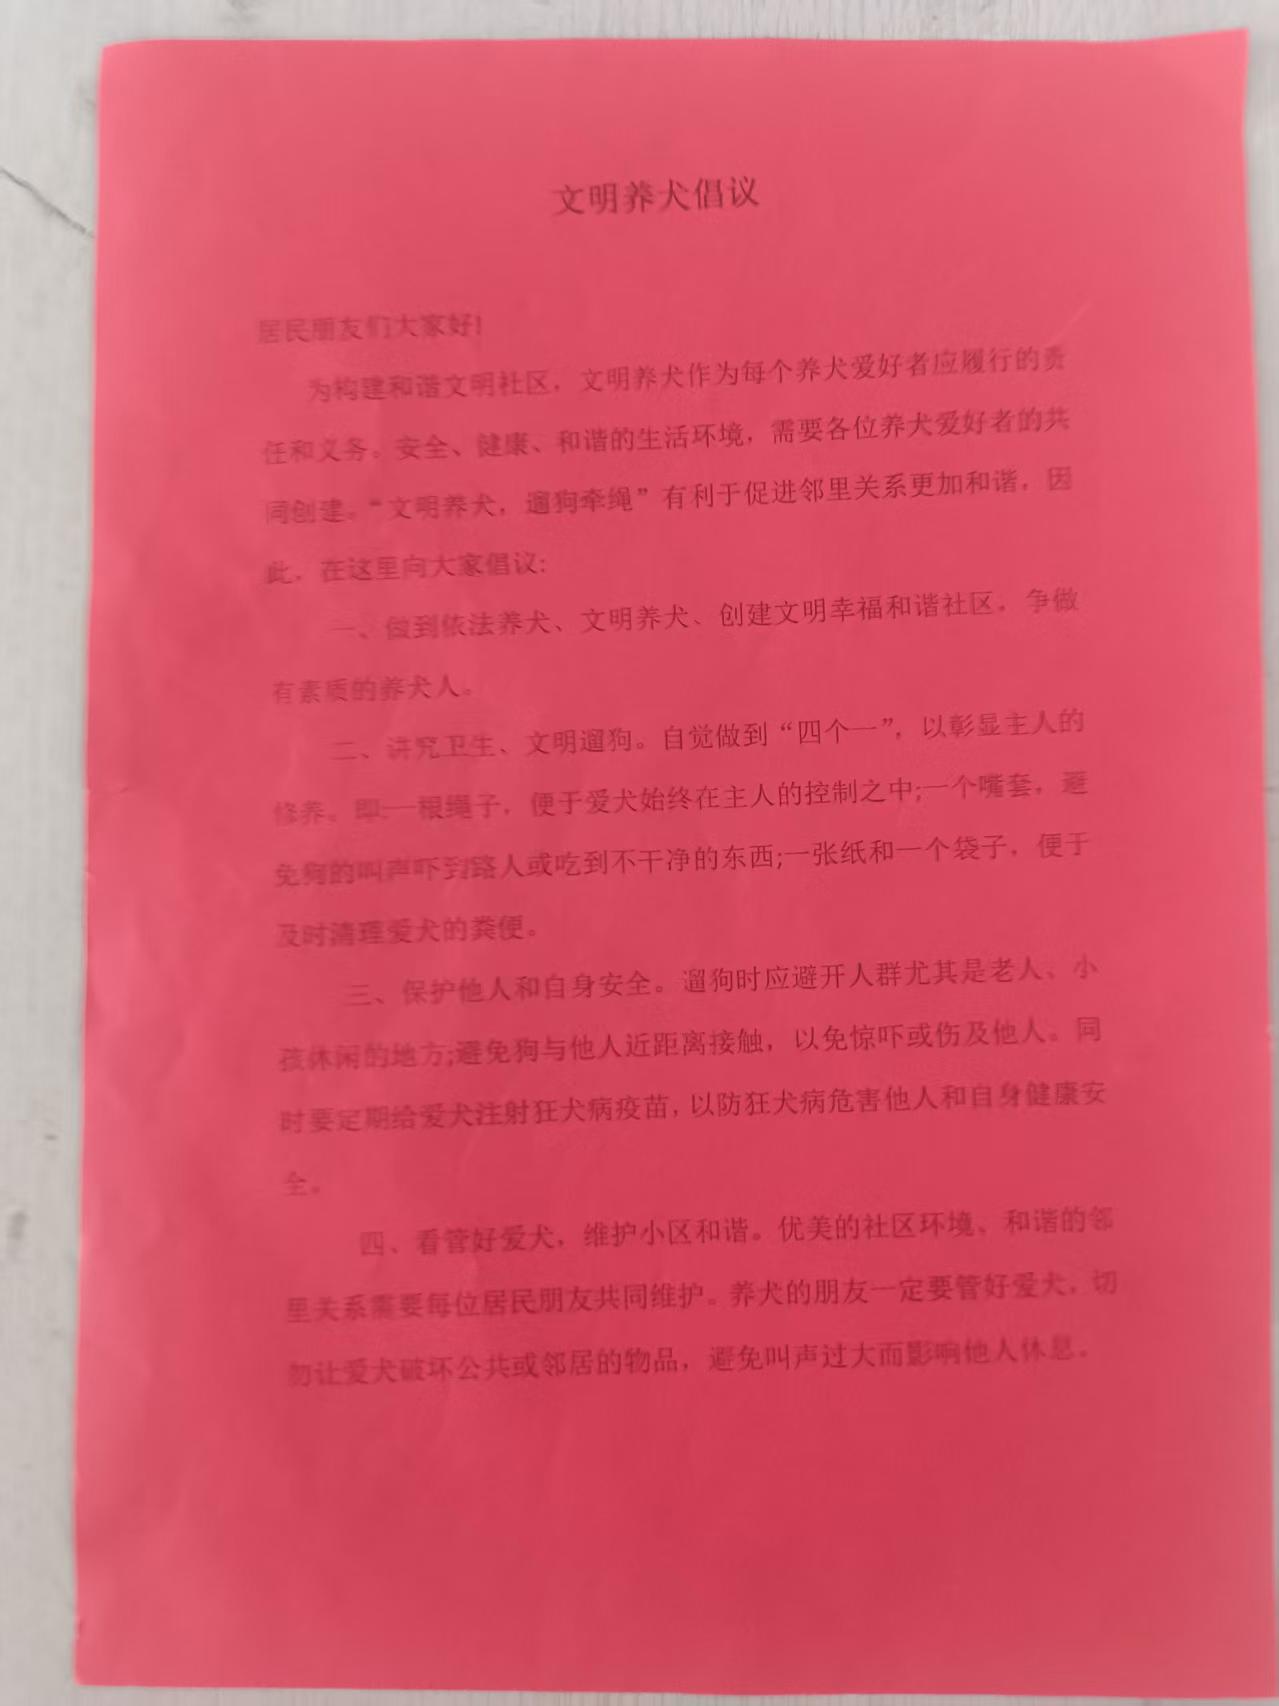 文明养犬倡议
居民朋友们大家好!
为构建和谐文明社区，文明养犬作为每个养犬爱好者应履行的责
任和义务。安全、健康、和谐的生活环境，需要各位养犬爱好者的共
同创建。“文明养犬，遛狗牵绳”有利于促进邻里关系更加和谐，因
此，在这里向大家倡议:
一、做到依法养犬、文明养犬、创建文明幸福和谐社区，争做
有素质的养犬人。
二、讲究卫生、文明遛狗。自觉做到“四个一”，以彰显主人的
修养。即:一根绳子，便于爱犬始终在主人的控制之中;一个嘴套，避
免狗的叫声吓到路人或吃到不干净的东西;一张纸和一个袋子，便于
及时清理爱犬的粪便。
三、保护他人和自身安全。遛狗时应避开人群尤其是老人、小
孩休闲的地方;避免狗与他人近距离接触，以免惊吓或伤及他人。同
时要定期给爱犬注射狂犬病疫苗，以防狂犬病危害他人和自身健康安
全。
四、看管好爱犬，维护小区和谐。优美的社区环境、和谐的邻
里关系需要每位居民朋友共同维护。养犬的朋友一定要管好爱犬，切
勿让爱犬破坏公共或邻居的物品，避免叫声过大而影响他人休息。